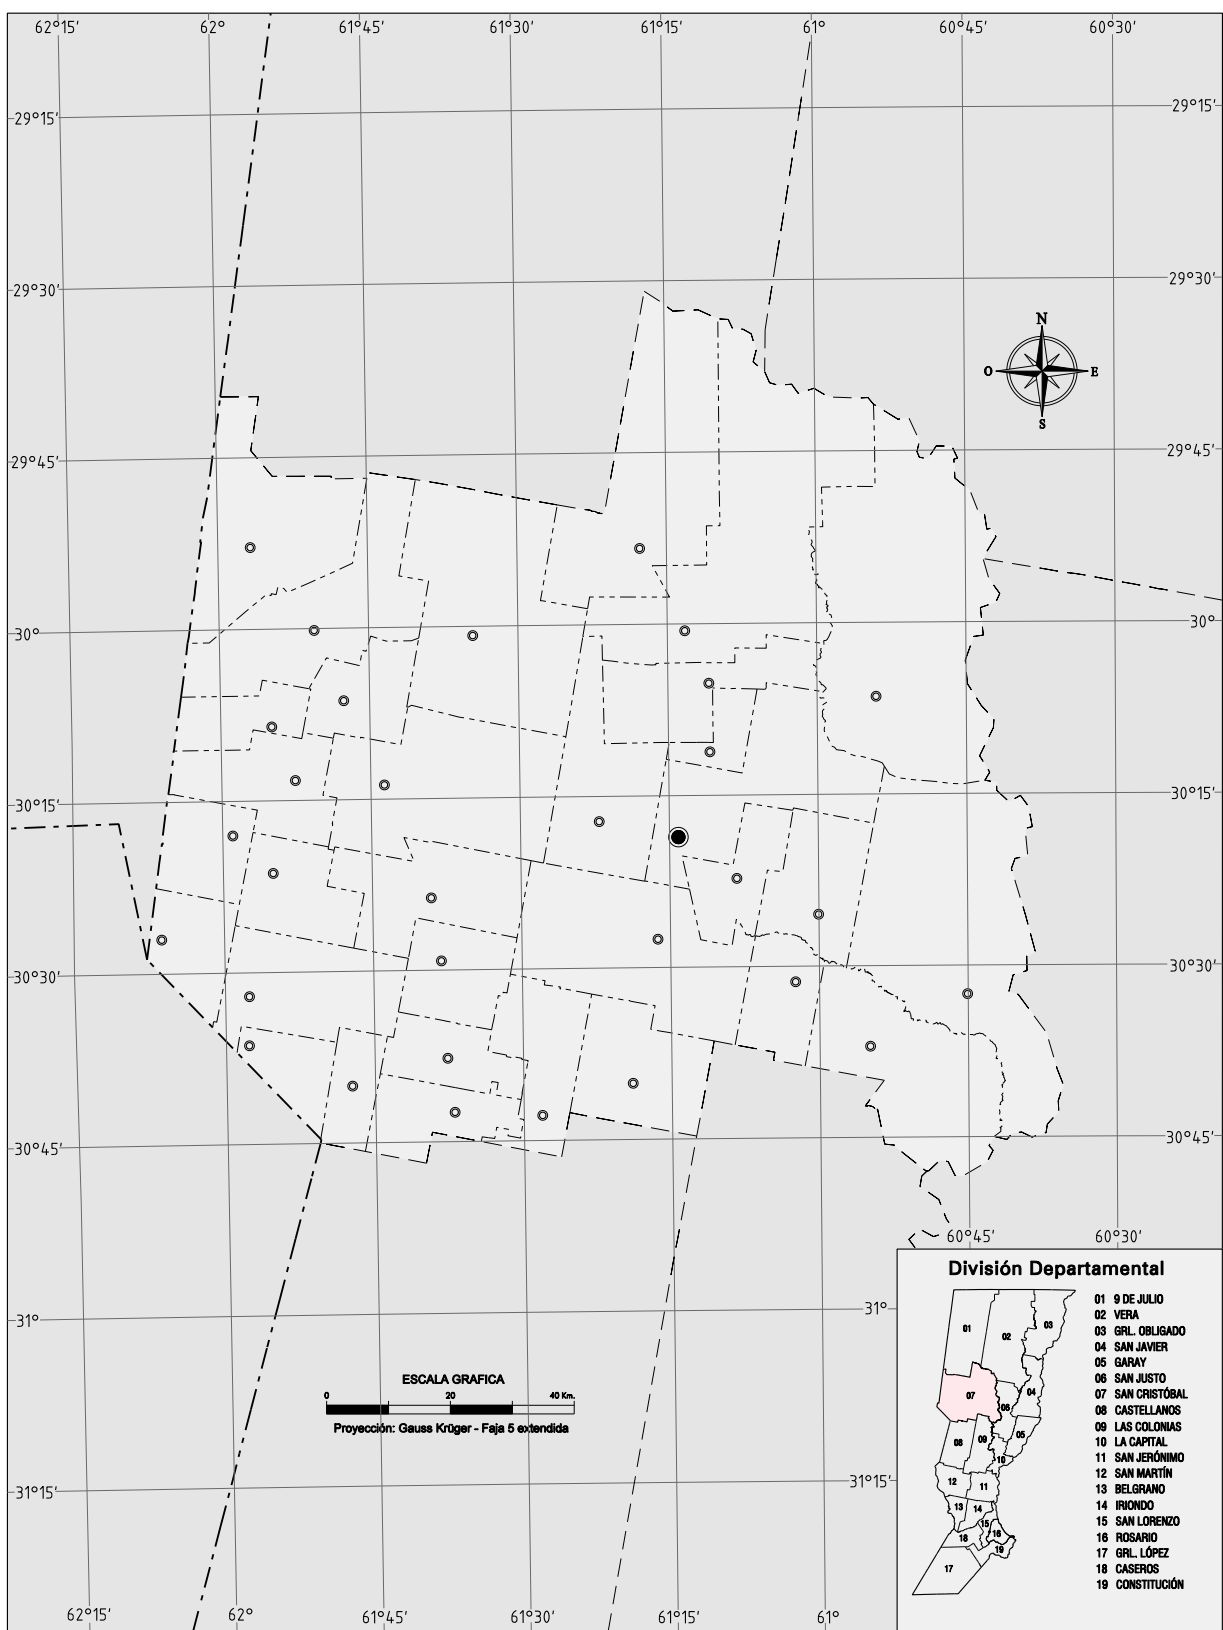 62°15' 62° 61°45' 61°30' 61°15' 61° 60°45' 60°30'
29°15' 29°15'
29°30' 29°30'
N
O E
S
29°45' 29°45'
30° 30°
30°15' 30°15'
30°30' 30°30'
30°45' 30°45'
60°45' 60°30'
31° 31°
31°15' 31°15'
ESCALA GRAFICA
0 20 40 Km.
Proyección: Gauss Krüger - Faja 5 extendida
62°15' 62° 61°45' 61°30' 61°15' 61°
División Departamental
01 9 DE JULIO
02 VERA
03 GRL. OBLIGADO
04 SAN JAVIER
05 GARAY
06 SAN JUSTO
07 SAN CRISTÓBAL
08 CASTELLANOS
09 LAS COLONIAS
10 LA CAPITAL
11 SAN JERÓNIMO
12 SAN MARTÍN
13 BELGRANO
14 IRIONDO
15 SAN LORENZO
16 ROSARIO
17 GRL. LÓPEZ
18 CASEROS
19 CONSTITUCIÓN
01
02
03
04
07
06
05
08
09
10
12
11
13
14
15
16
18
19
17